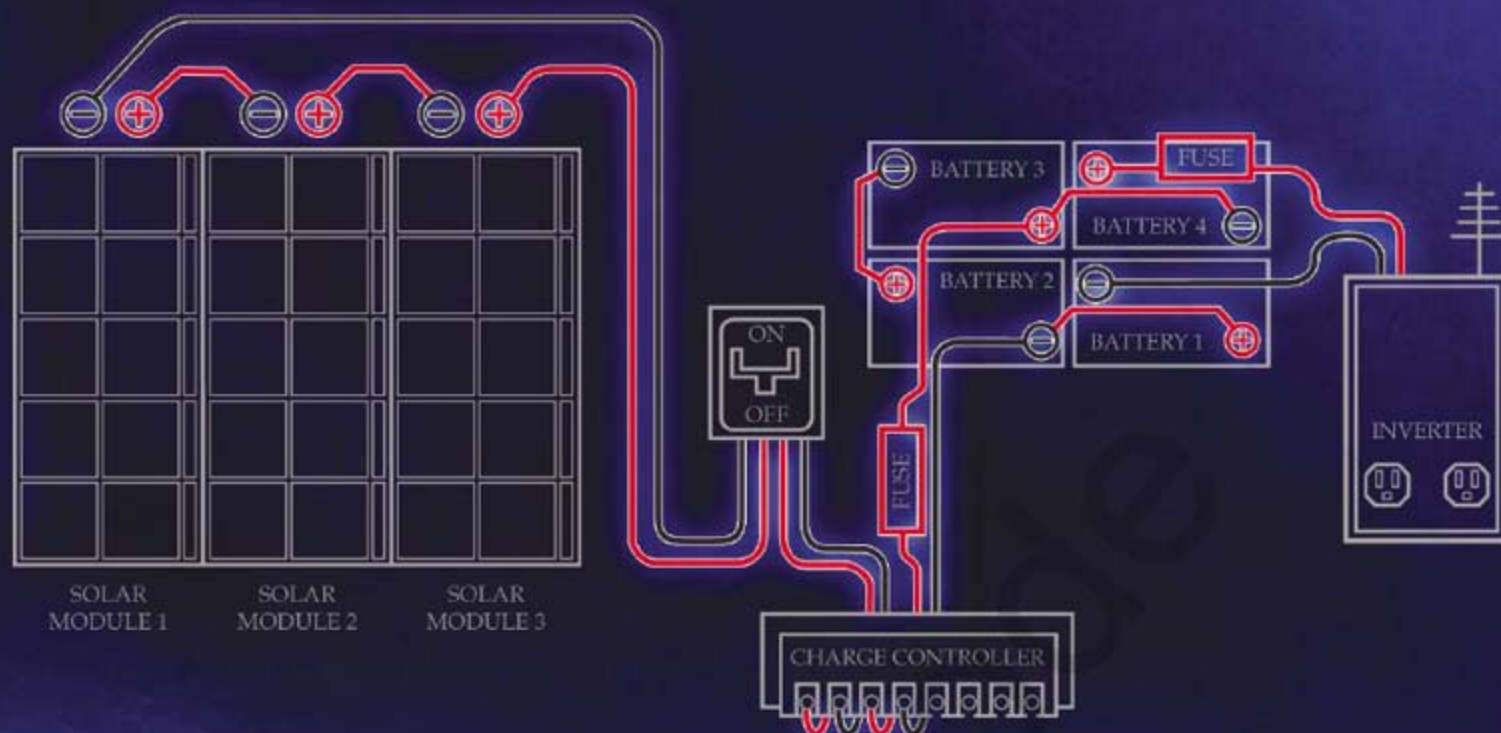 BATTERY 3
FUSE
BATTERY 4
BATTERY 2
BATTERY 1
ON
OFF
FUSE
INVERTER
SOLAR
MODULE 1
SOLAR
MODULE 2
SOLAR
MODULE 3
CHARGE CONTROLLER
de